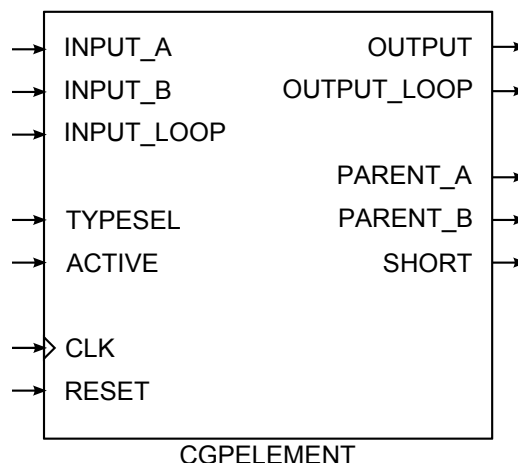 INPUT_A OUTPUT
INPUT_B OUTPUT_LOOP
INPUT_LOOP
PARENT_A
TYPESEL PARENT_B
ACTIVE SHORT
CLK
RESET
CGPELEMENT